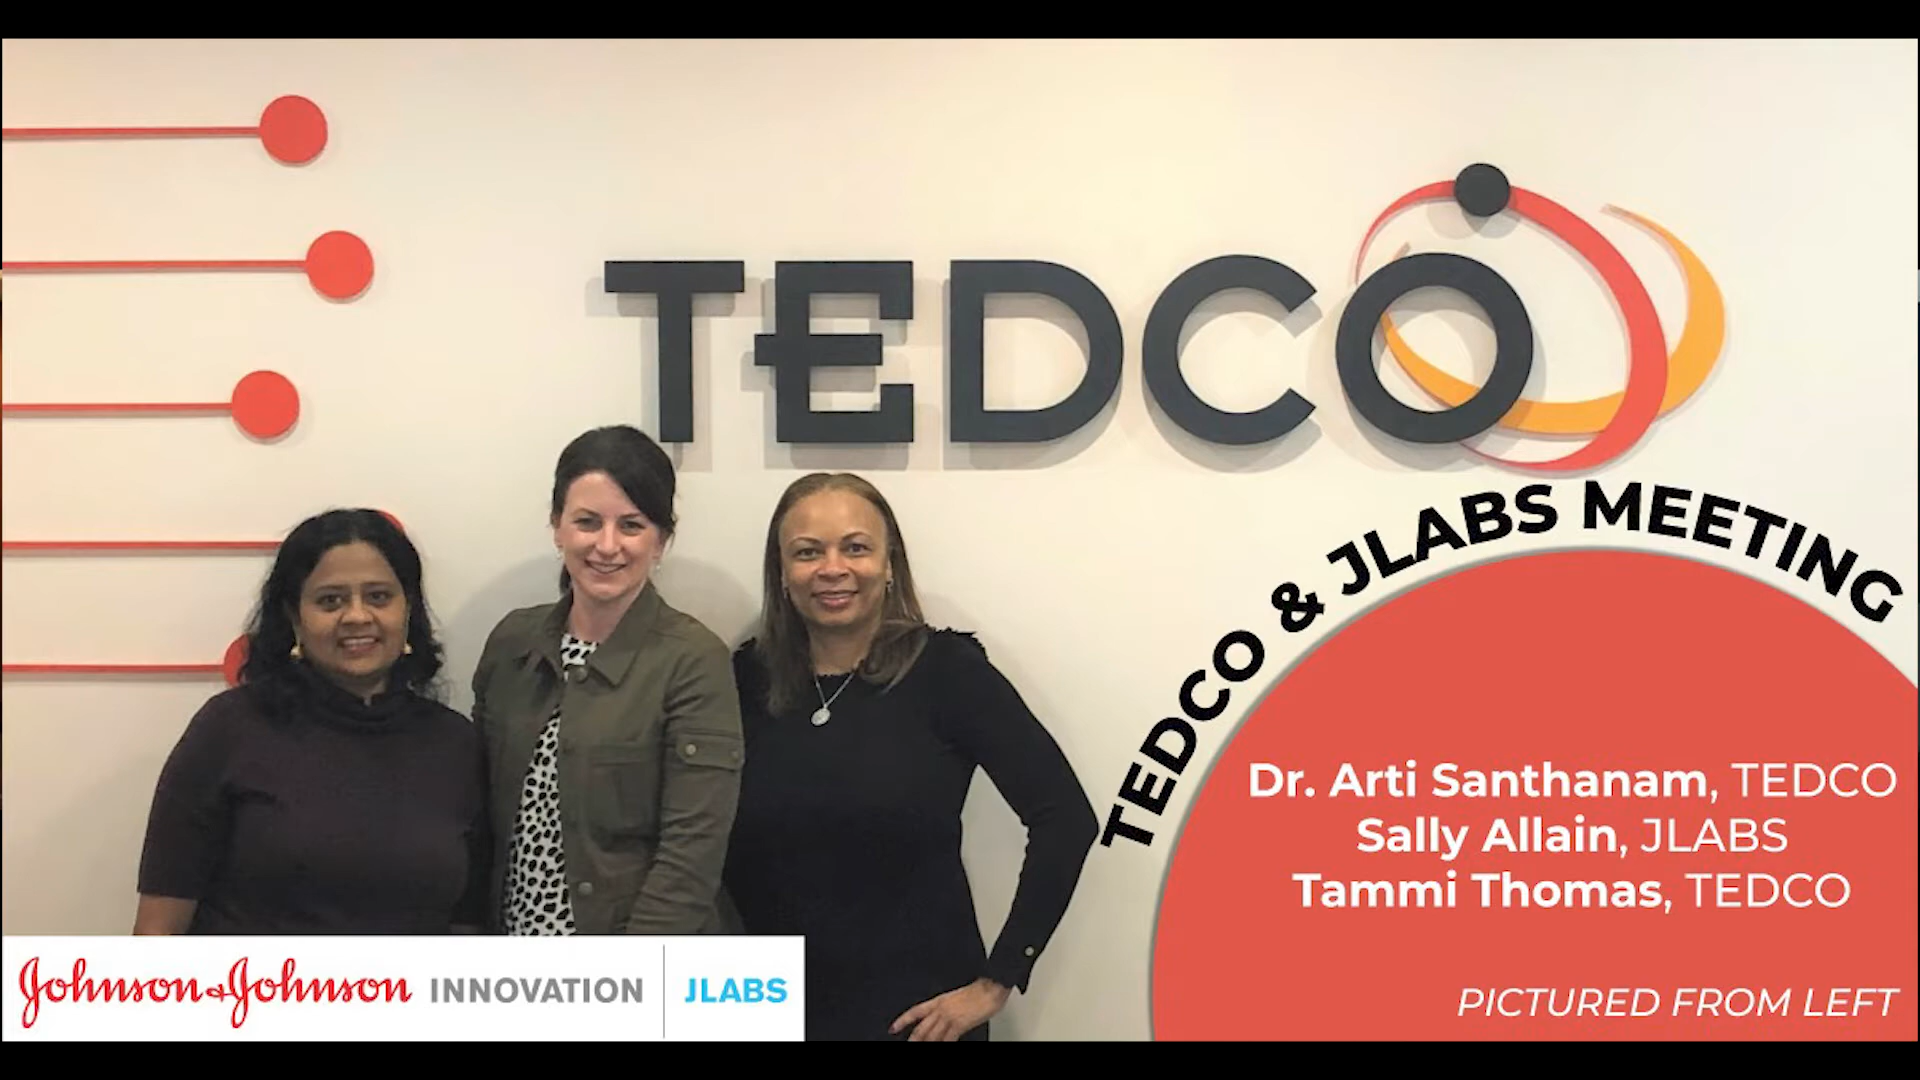 TEDCO
TEDCO & JLABS MEETING
Dr. Arti Santhanam, TEDCO
Sally Allain, JLABS
Tammi Thomas, TEDCO
PICTURED FROM LEFT
Johnson & Johnson INNOVATION JLABS